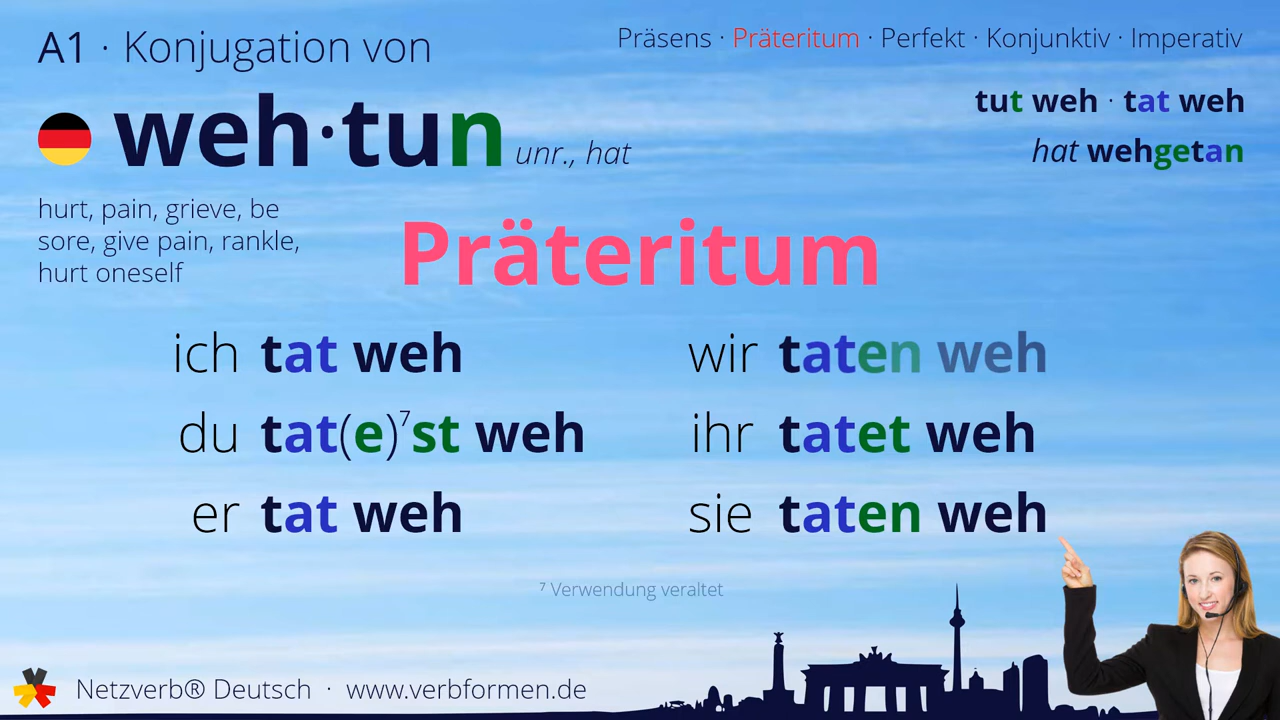 A1 · Konjugation von
Präsens · Präteritum · Perfekt · Konjunktiv · Imperativ
weh·tun unr., hat
tut weh · tat weh
hat wehgetan
hurt, pain, grieve, be
sore, give pain, rankle,
hurt oneself
Präteritum
ich tat weh
du tat(e)⁷st weh
er tat weh
wir taten weh
ihr tatet weh
sie taten weh
⁷ Verwendung veraltet
Netzverb® Deutsch · www.verbformen.de